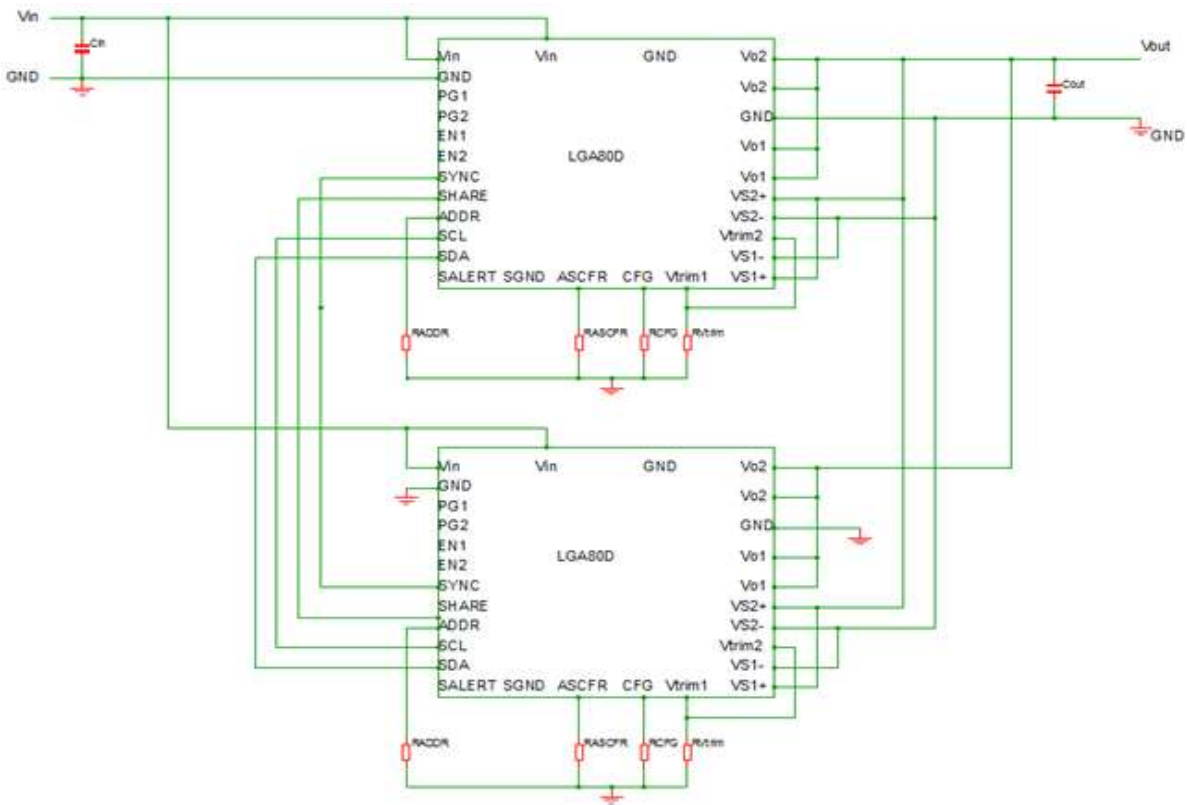 Vin
Cin
GND
Vin
Vin
GND
Vo2
Vout
GND
PG1
PG2
EN1
EN2
SYNC
SHARE
ADDR
SCL
SDA
LGA80D
Vo2
GND
Vo1
Vo1
VS2+
VS2-
Vtrim2
VS1-
VS1+
Cout
GND
SALERT SGND ASCFR CFG Vtrim1
RADDR
RASCFR
RCFG
RVtrim
Vin
Vin
GND
Vo2
GND
PG1
PG2
EN1
EN2
SYNC
SHARE
ADDR
SCL
SDA
LGA80D
Vo2
GND
Vo1
Vo1
VS2+
VS2-
Vtrim2
VS1-
VS1+
SALERT SGND ASCFR CFG Vtrim1
RADDR
RASCFR
RCFG
RVtrim